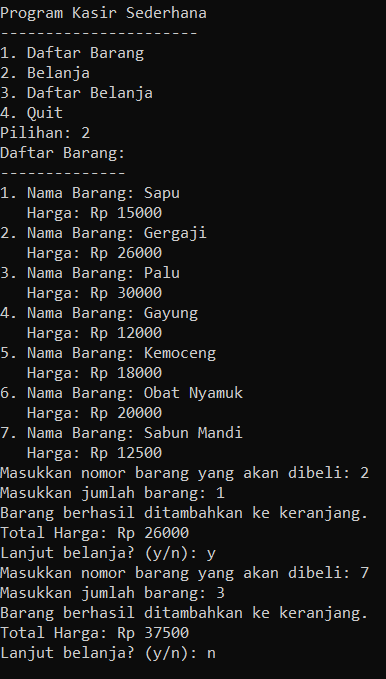 Program Kasir Sederhana
----------------------
1. Daftar Barang
2. Belanja
3. Daftar Belanja
4. Quit
Pilihan: 2
Daftar Barang:
--------------
1. Nama Barang: Sapu
   Harga: Rp 15000
2. Nama Barang: Gergaji
   Harga: Rp 26000
3. Nama Barang: Palu
   Harga: Rp 30000
4. Nama Barang: Gayung
   Harga: Rp 12000
5. Nama Barang: Kemoceng
   Harga: Rp 18000
6. Nama Barang: Obat Nyamuk
   Harga: Rp 20000
7. Nama Barang: Sabun Mandi
   Harga: Rp 12500
Masukkan nomor barang yang akan dibeli: 2
Masukkan jumlah barang: 1
Barang berhasil ditambahkan ke keranjang.
Total Harga: Rp 26000
Lanjut belanja? (y/n): y
Masukkan nomor barang yang akan dibeli: 7
Masukkan jumlah barang: 3
Barang berhasil ditambahkan ke keranjang.
Total Harga: Rp 37500
Lanjut belanja? (y/n): n